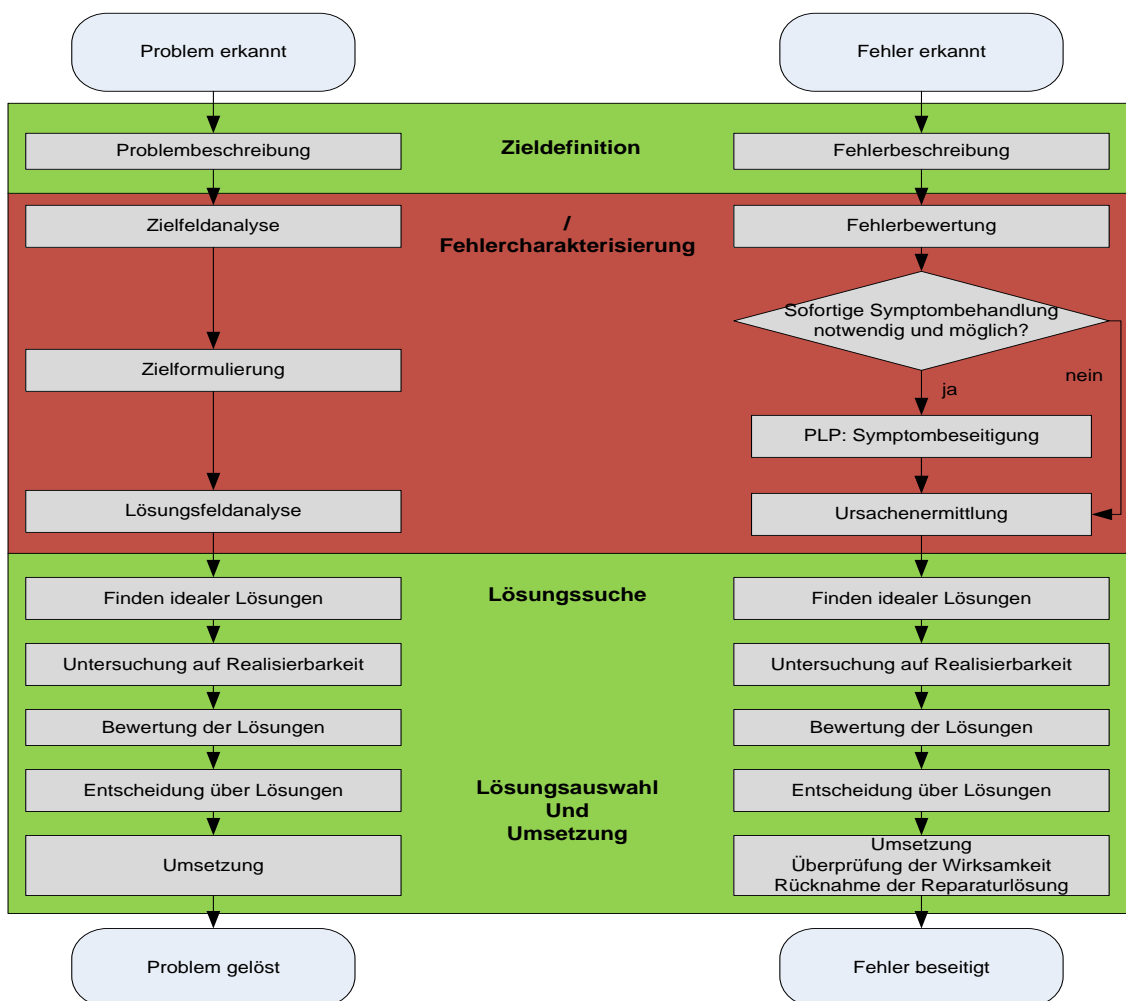 Problem erkannt
Fehler erkannt
Problembeschreibung
Zieldefinition
Fehlerbeschreibung
Zielfeldanalyse
/
Fehlercharakterisierung
Fehlerbewertung
Sofortige Symptombehandlung
notwendig und möglich?
Zielformulierung
nein
ja
PLP: Symptombeseitigung
Lösungsfeldanalyse
Ursachenermittlung
Finden idealer Lösungen
Lösungssuche
Finden idealer Lösungen
Untersuchung auf Realisierbarkeit
Untersuchung auf Realisierbarkeit
Bewertung der Lösungen
Bewertung der Lösungen
Entscheidung über Lösungen
Lösungsauswahl
Und
Umsetzung
Entscheidung über Lösungen
Umsetzung
Umsetzung
Überprüfung der Wirksamkeit
Rücknahme der Reparaturlösung
Problem gelöst
Fehler beseitigt